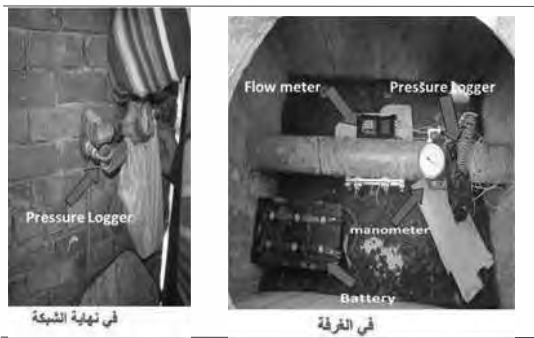 Pressure Logger
في نهاية الشبكة
Flow meter
Pressure Logger
manometer
Battery
في الغرفة